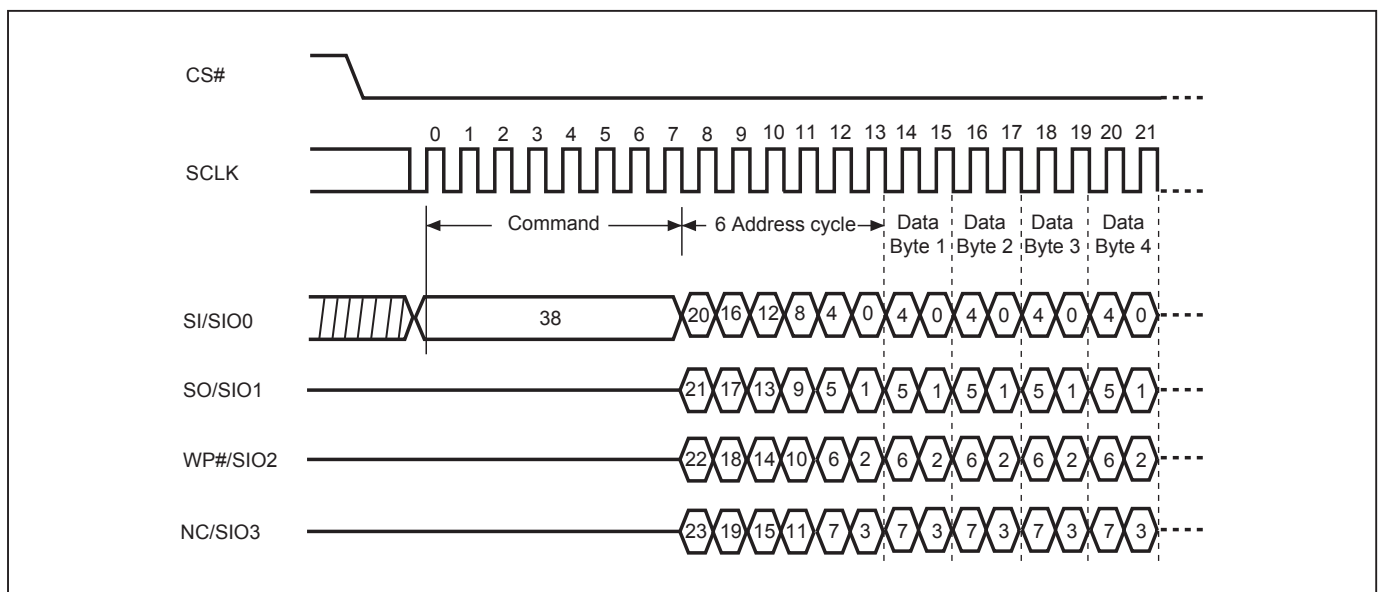 CS#
0 1 2 3 4 5 6 7 8 9 10 11 12 13 14 15 16 17 18 19 20 21
SCLK
Command 6 Address cycle Data Data Data Data
Byte 1 Byte 2 Byte 3 Byte 4
SI/SIO0 38 20 16 12 8 4 0 4 0 4 0 4 0 4 0
SO/SIO1 21 17 13 9 5 1 5 1 5 1 5 1 5 1
WP#/SIO2 22 18 14 10 6 2 6 2 6 2 6 2 6 2
NC/SIO3 23 19 15 11 7 3 7 3 7 3 7 3 7 3